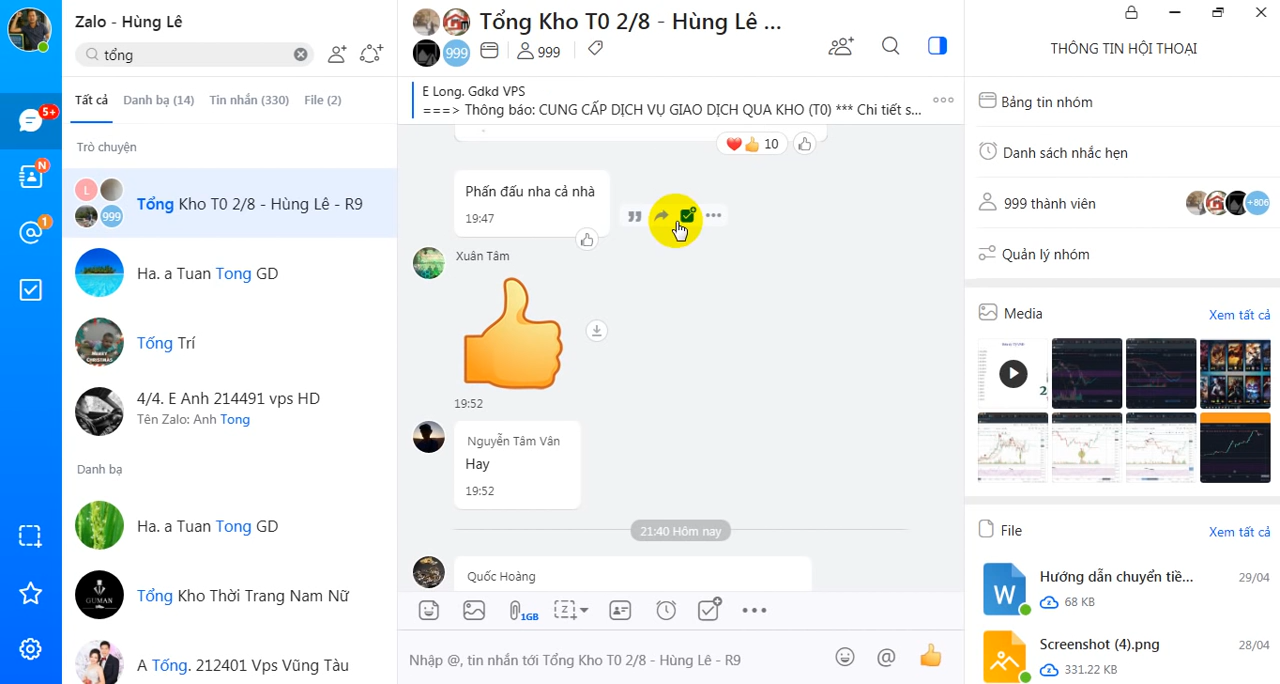 Zalo - Hùng Lê
tổng
Tất cả
Danh bạ (14)
Tin nhắn (330)
File (2)
Trò chuyện
L
999
Tổng Kho T0 2/8 - Hùng Lê - R9
Ha. a Tuan Tong GD
Tống Trí
4/4. E Anh 214491 vps HD
Tên Zalo: Anh Tong
Danh bạ
Ha. a Tuan Tong GD
GUMAN
Tổng Kho Thời Trang Nam Nữ
A Tống. 212401 Vps Vũng Tàu
5+
N
1
Tổng Kho T0 2/8 - Hùng Lê ...
999
999
E Long. Gdkd VPS
===> Thông báo: CUNG CẤP DỊCH VỤ GIAO DỊCH QUA KHO (T0) *** Chi tiết s...
10
Phấn đấu nha cả nhà
19:47
Xuân Tâm
19:52
Nguyễn Tâm Vân
Hay
19:52
21:40 Hôm nay
Quốc Hoàng
1GB
Z
Nhập @, tin nhắn tới Tổng Kho T0 2/8 - Hùng Lê - R9
THÔNG TIN HỘI THOẠI
Bảng tin nhóm
Danh sách nhắc hẹn
999 thành viên
+806
Quản lý nhóm
Media
Xem tất cả
File
Xem tất cả
W
Hướng dẫn chuyển tiề...
29/04
68 KB
Screenshot (4).png
28/04
331.22 KB